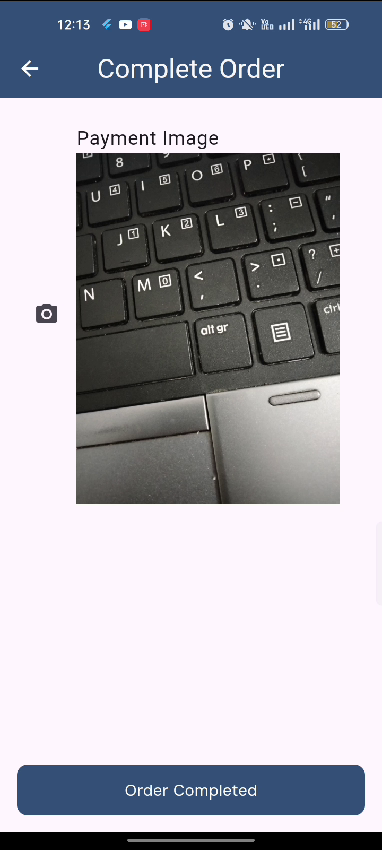 12:13
52
Complete Order
Payment Image
8 9
U 4 I 5 O 6 P *
J 1 K 2 L 3 : ; -
N M 0 < , > . ? /
alt gr
Order Completed